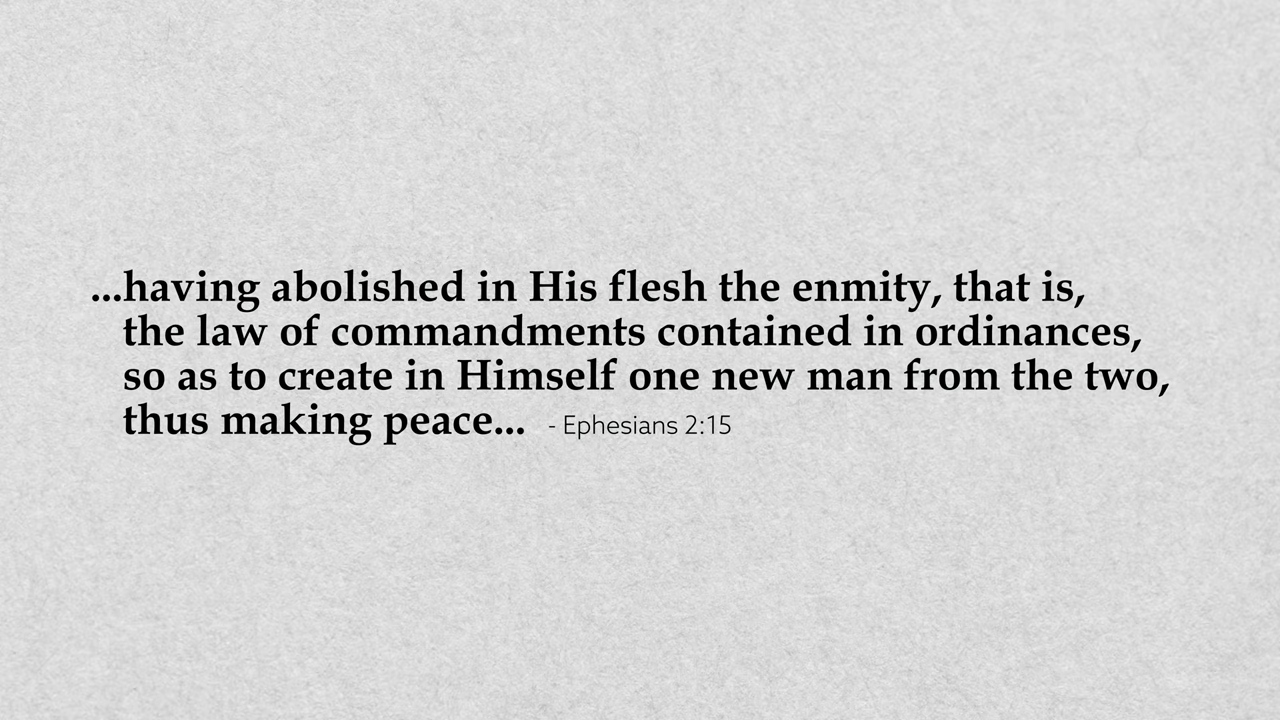 ...having abolished in His flesh the enmity, that is,
the law of commandments contained in ordinances,
so as to create in Himself one new man from the two,
thus making peace... - Ephesians 2:15